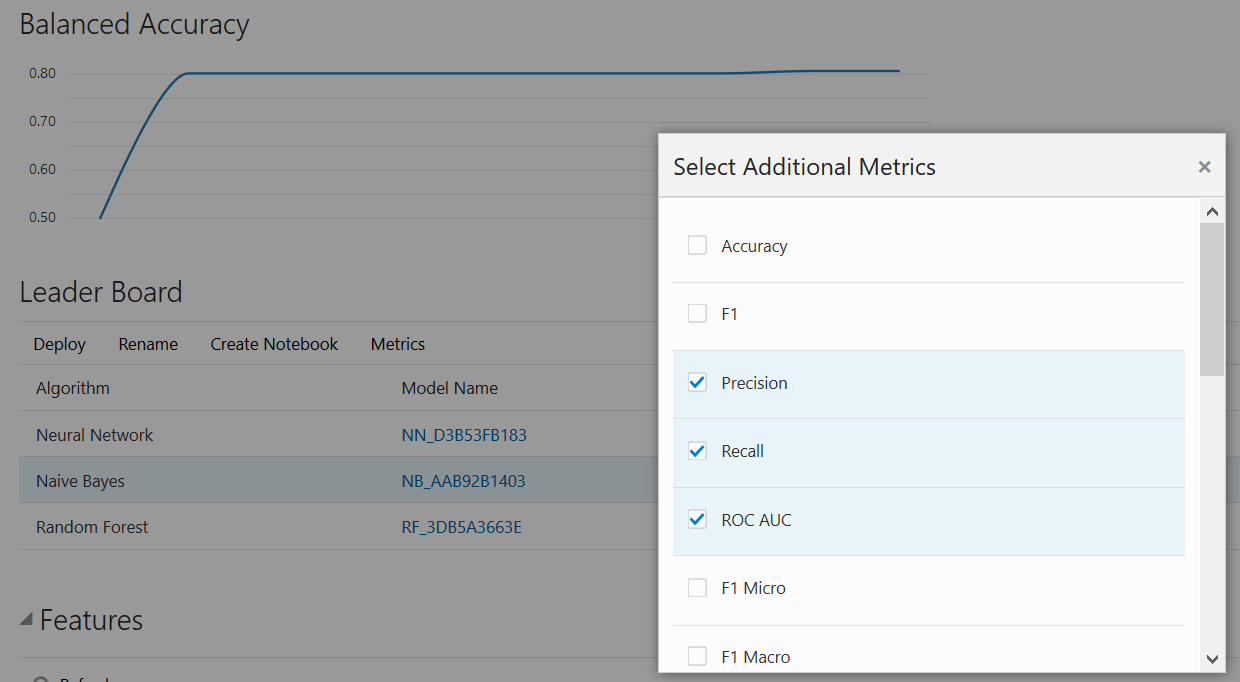 Balanced Accuracy
0.80
0.70
0.60
0.50
Leader Board
Deploy Rename Create Notebook Metrics
Algorithm Model Name
Neural Network NN_D3B53FB183
Naive Bayes NB_AAB92B1403
Random Forest RF_3DB5A3663E
Features
Select Additional Metrics
Accuracy
F1
Precision
Recall
ROC AUC
F1 Micro
F1 Macro